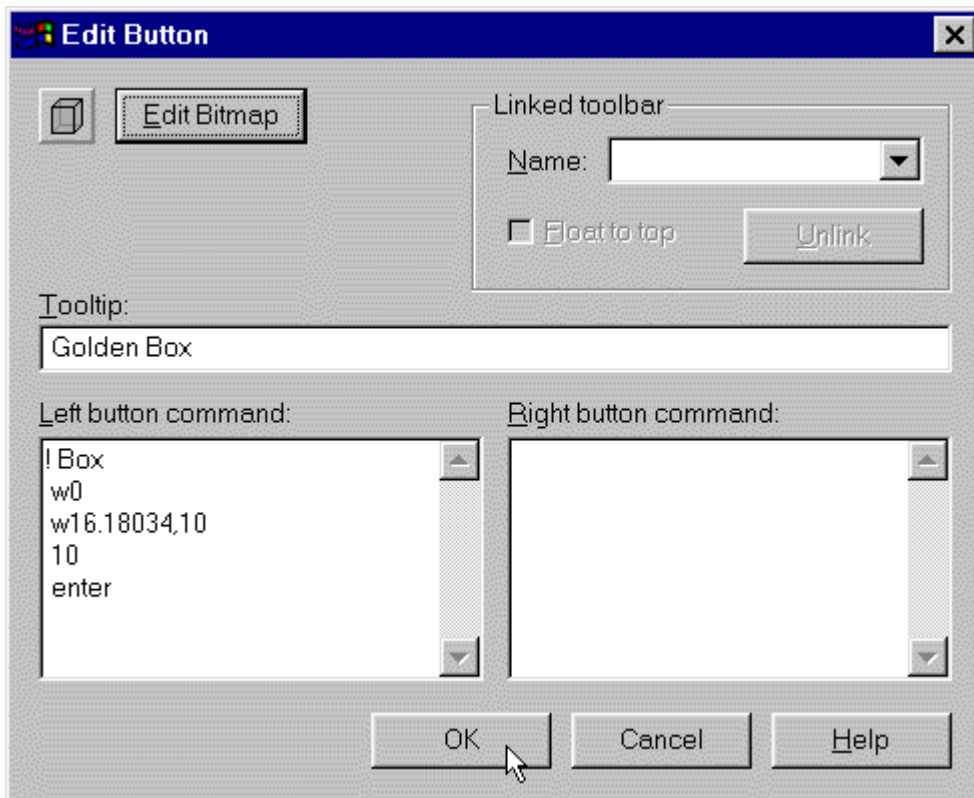 Edit Button
Edit Bitmap
Linked toolbar
Name:
Float to top
Unlink
Tooltip:
Golden Box
Left button command:
! Box
w0
w16.18034,10
10
enter
Right button command:
OK
Cancel
Help